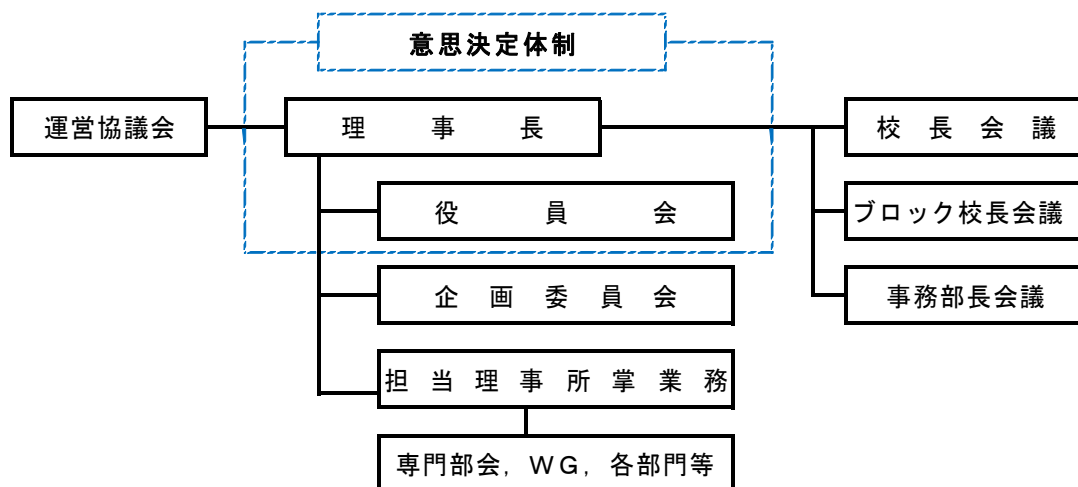 意思決定体制
運営協議会
理事長
校長会議
役員会
ブロック校長会議
企画委員会
事務部長会議
担当理事所掌業務
専門部会，ＷＧ，各部門等